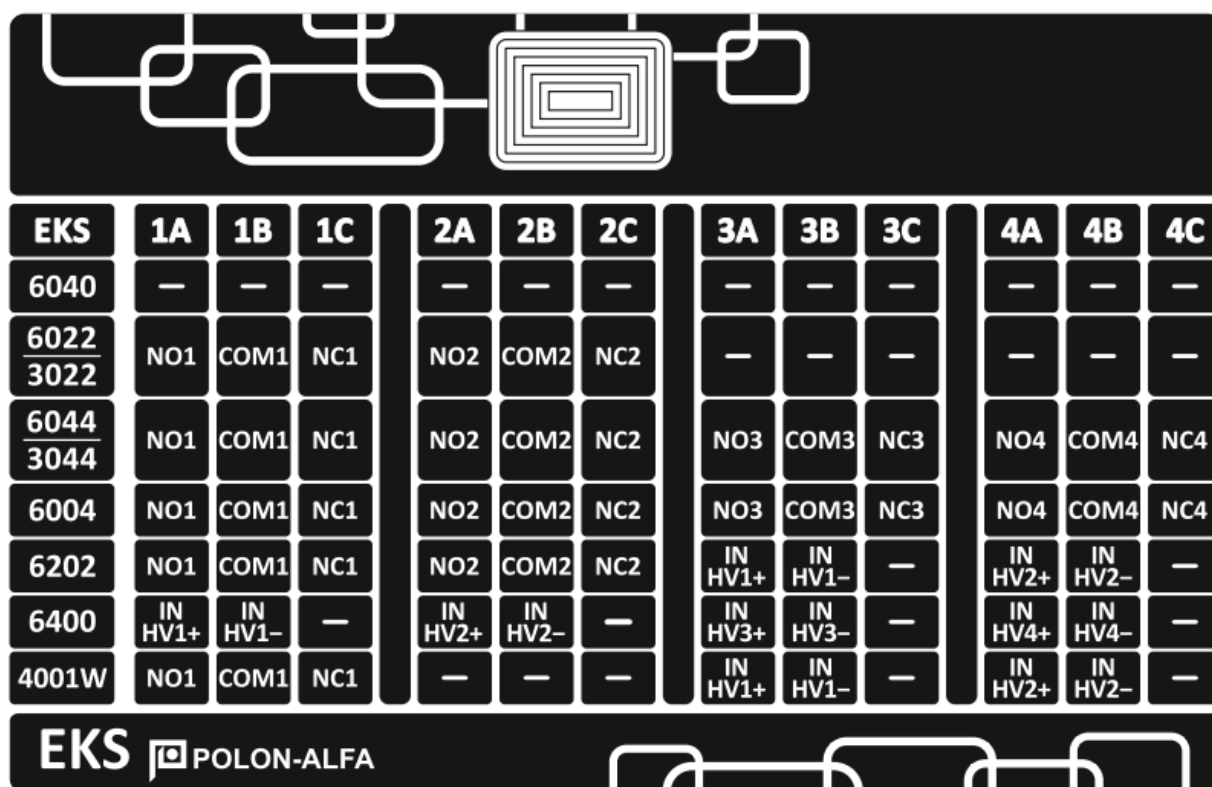 EKS 1A 1B 1C 2A 2B 2C 3A 3B 3C 4A 4B 4C
6040 – – – – – – – – – – – –
6022
3022 NO1 COM1 NC1 NO2 COM2 NC2 – – – – – –
6044
3044 NO1 COM1 NC1 NO2 COM2 NC2 NO3 COM3 NC3 NO4 COM4 NC4
6004 NO1 COM1 NC1 NO2 COM2 NC2 NO3 COM3 NC3 NO4 COM4 NC4
6202 NO1 COM1 NC1 NO2 COM2 NC2 IN HV1+ IN HV1– – IN HV2+ IN HV2– –
6400 IN HV1+ IN HV1– – IN HV2+ IN HV2– – IN HV3+ IN HV3– – IN HV4+ IN HV4– –
4001W NO1 COM1 NC1 – – – IN HV1+ IN HV1– – IN HV2+ IN HV2– –
EKS POLON-ALFA